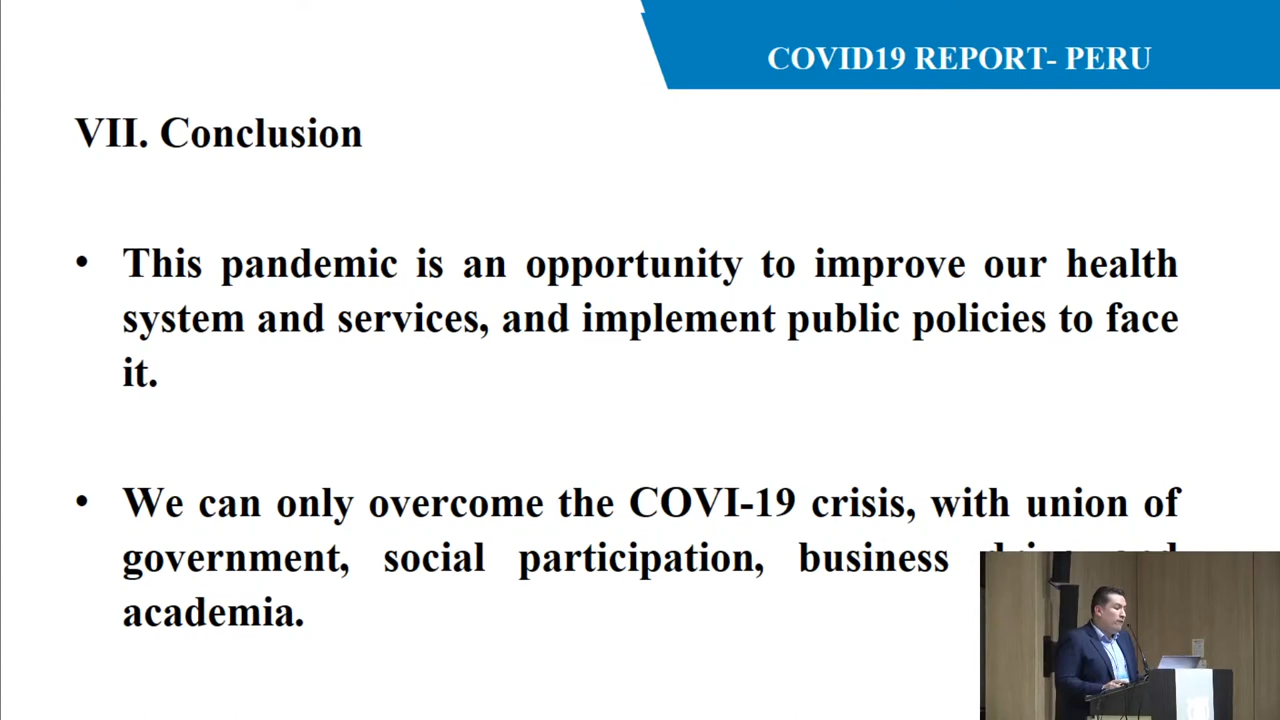 COVID19 REPORT- PERU
VII. Conclusion
• This pandemic is an opportunity to improve our health
system and services, and implement public policies to face
it.
• We can only overcome the COVI-19 crisis, with union of
government, social participation, business
academia.